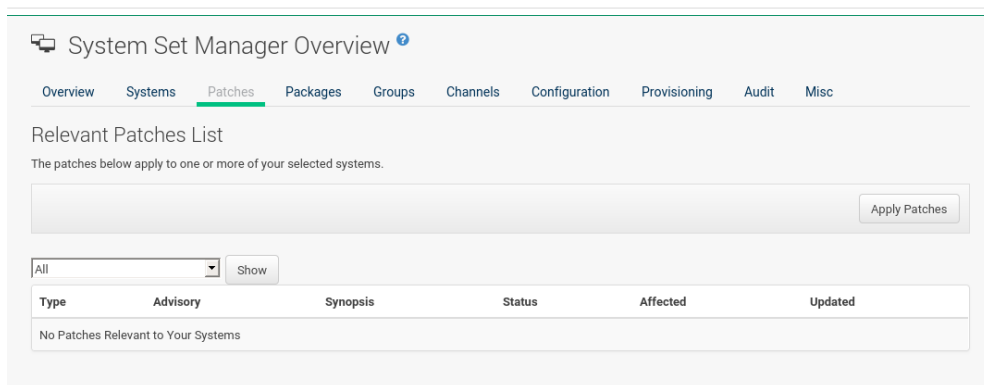 System Set Manager Overview ?
Overview Systems Patches Packages Groups Channels Configuration Provisioning Audit Misc
Relevant Patches List
The patches below apply to one or more of your selected systems.
Apply Patches
All Show
Type Advisory Synopsis Status Affected Updated
No Patches Relevant to Your Systems